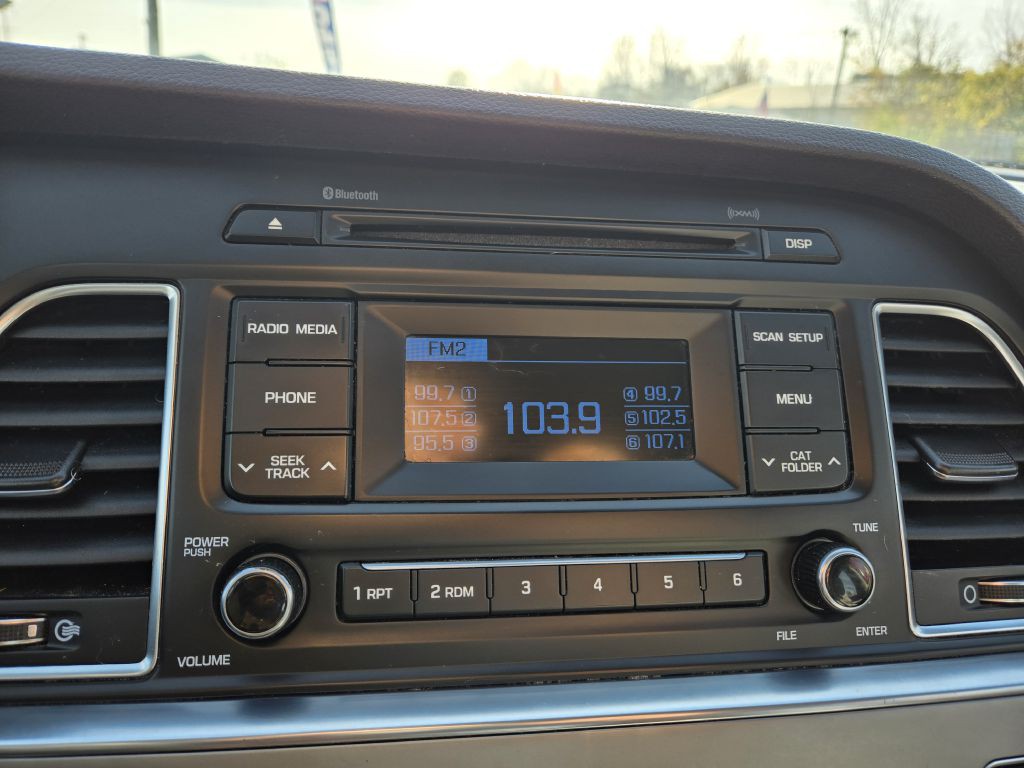 Bluetooth
((XM))
DISP
RADIO MEDIA
PHONE
SEEK
TRACK
FM2
99.7 1
107.5 2
95.5 3
103.9
4 99.7
5 102.5
6 107.1
SCAN SETUP
MENU
CAT
FOLDER
POWER
PUSH
VOLUME
1 RPT
2 RDM
3
4
5
6
TUNE
FILE
ENTER
0